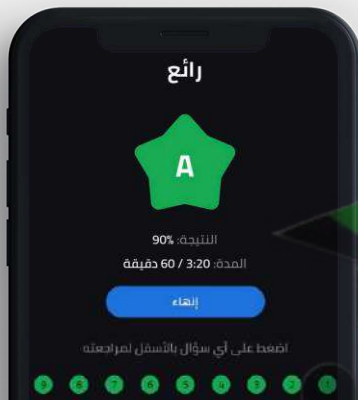 رائع
A
النتيجة: 90%
المدة: 3:20 / 60 دقيقة
إنهاء
اضغط على أي سؤال بالأسفل لمراجعته
1 2 3 4 5 6 7 8 9